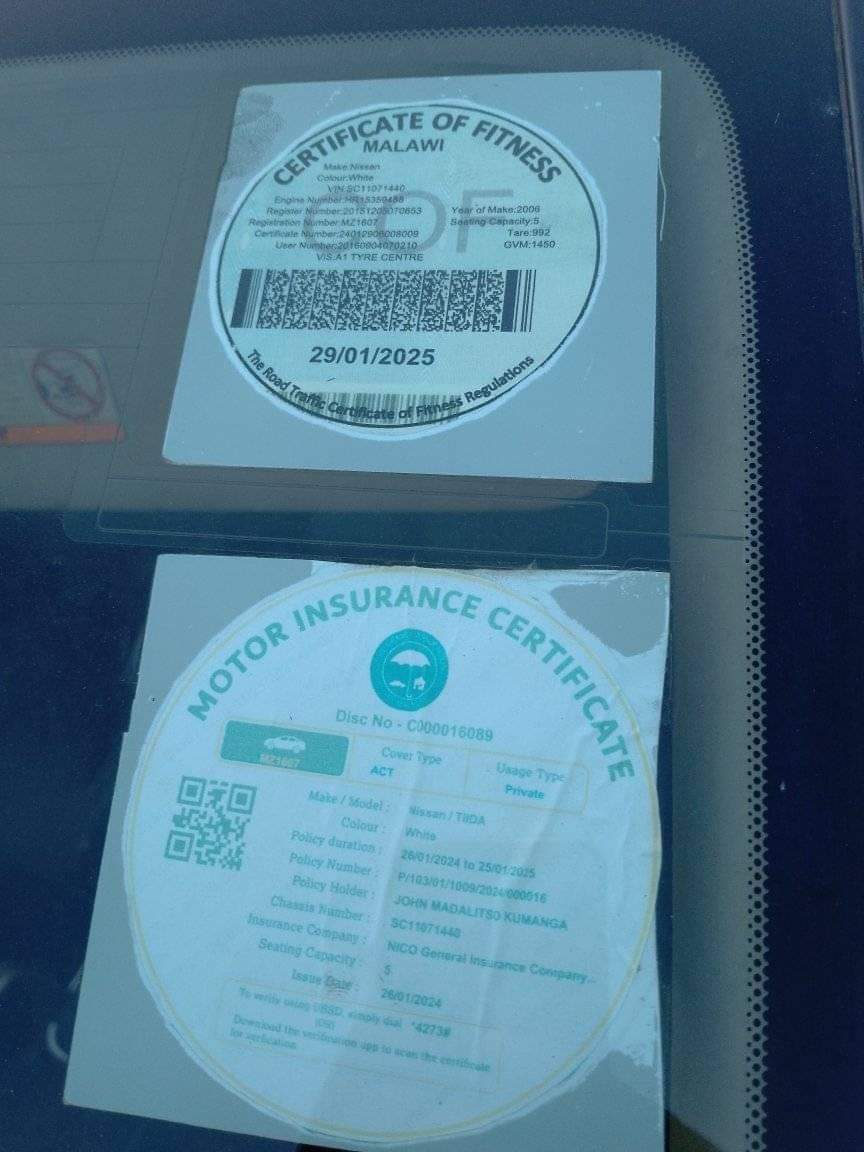 CERTIFICATE OF FITNESS
MALAWI
COF
Make:Nissan
Colour:White
VIN:SC11071440
Engine Number:HR15359488
Register Number:20151205070653
Year of Make:2006
Registration Number:MZ1607
Seating Capacity:5
Certificate Number:24012906008009
Tare:992
User Number:20160904070210
GVM:1450
VIS:A1 TYRE CENTRE
29/01/2025
The Road Traffic Certificate of Fitness Regulations
MOTOR INSURANCE CERTIFICATE
Disc No - C000016089
MZ1607
Cover Type
ACT
Usage Type
Private
Make / Model : Nissan / TIIDA
Colour : White
Policy duration : 26/01/2024 to 25/01/2025
Policy Number : P/103/01/1009/2024/000016
Policy Holder : JOHN MADALITSO KUMANGA
Chassis Number : SC11071440
Insurance Company : NICO General Insurance Company...
Seating Capacity : 5
Issue Date : 26/01/2024
To verify using USSD, simply dial *4273#
(OR)
Download the verification app to scan the certificate
for verification